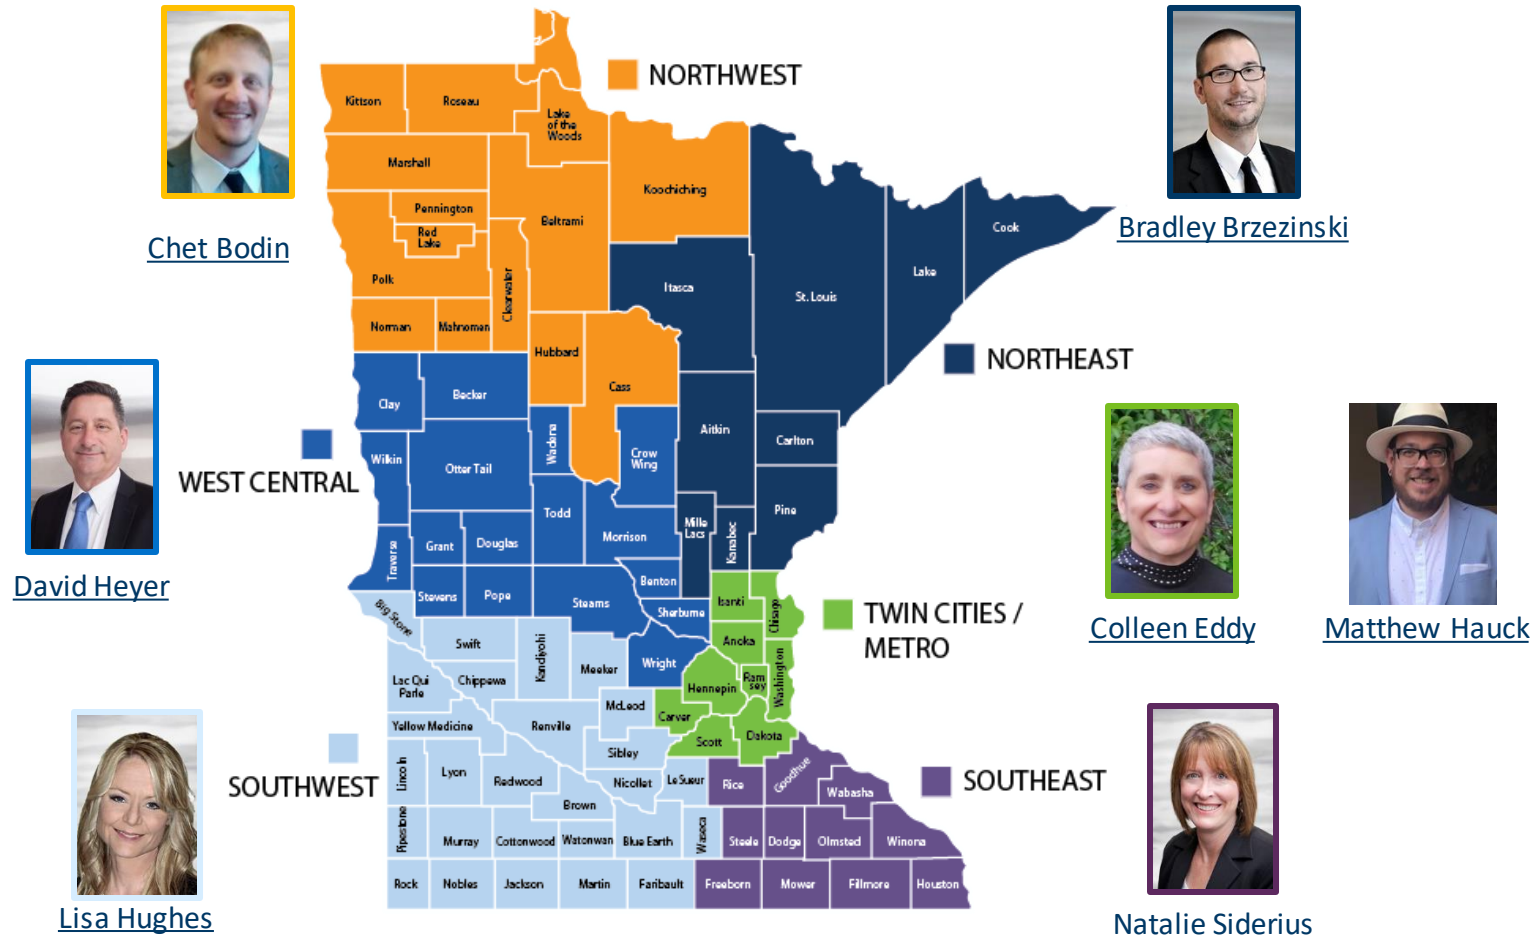 NORTHWEST
Kittson
Roseau
Lake
of the
Woods
Marshall
Koochiching
Pennington
Red
Lake
Beltrami
Polk
Clearwater
Norman
Mahnomen
Hubbard
Cass
Chet Bodin
Bradley Brzezinski
Cook
Lake
Itasca
St. Louis
NORTHEAST
Aitkin
Carlton
Pine
Mille
Lacs
Kanabec
Clay
Becker
Wilkin
Otter Tail
Wadena
Crow
Wing
WEST CENTRAL
Todd
Morrison
Grant
Douglas
Traverse
Stevens
Pope
Stearns
Benton
Sherburne
Wright
David Heyer
Isanti
Chisago
TWIN CITIES /
METRO
Anoka
Washington
Ram
sey
Hennepin
Carver
Scott
Dakota
Colleen Eddy
Matthew Hauck
Big Stone
Swift
Kandiyohi
Meeker
Lac Qui
Parle
Chippewa
McLeod
Yellow Medicine
Renville
Sibley
SOUTHWEST
Lincoln
Lyon
Redwood
Nicollet
Le Sueur
Brown
Pipestone
Murray
Cottonwood
Watonwan
Blue Earth
Waseca
Rock
Nobles
Jackson
Martin
Faribault
Lisa Hughes
Rice
Goodhue
Wabasha
SOUTHEAST
Steele
Dodge
Olmsted
Winona
Freeborn
Mower
Fillmore
Houston
Natalie Siderius